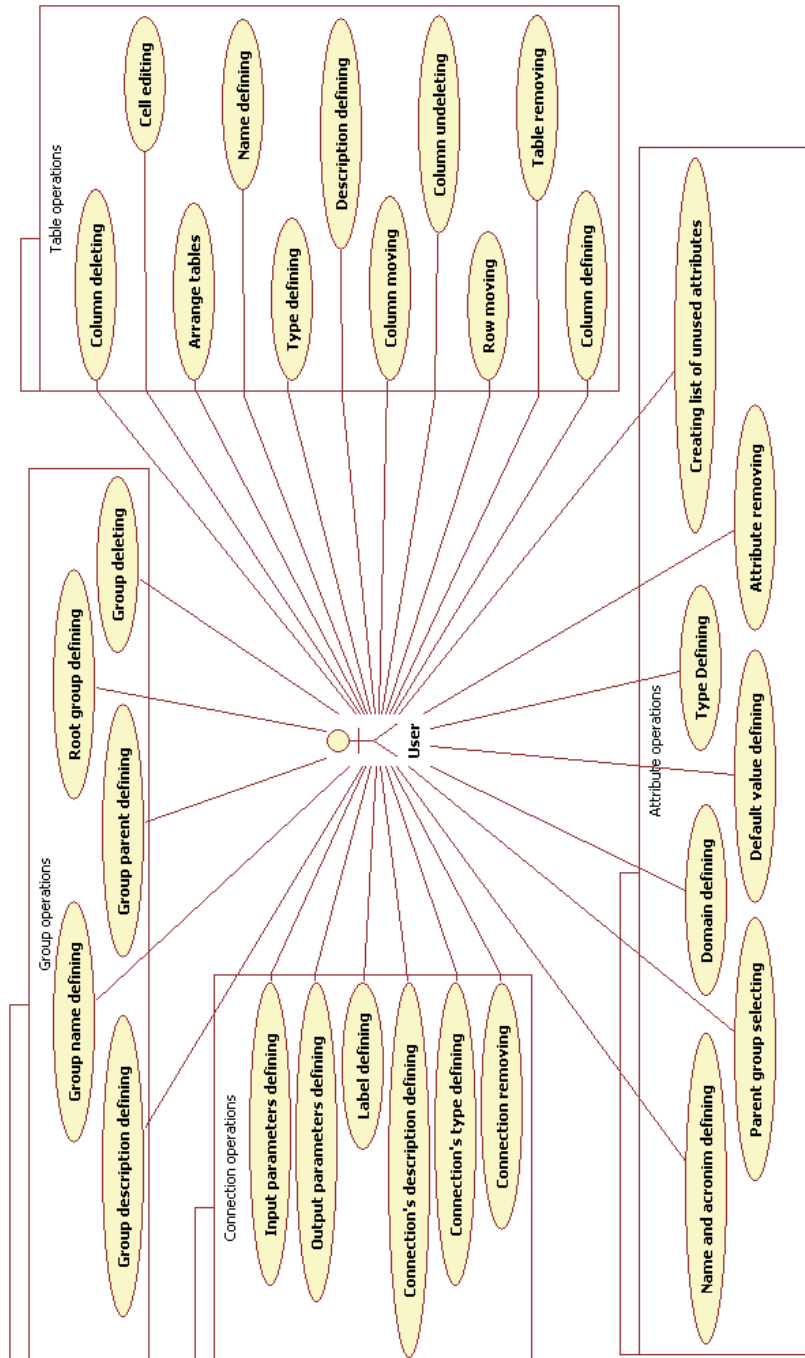 Group operations
Group description defining
Group name defining
Group parent defining
Root group defining
Group deleting
Connection operations
Input parameters defining
Output parameters defining
Label defining
Connection's description defining
Connection's type defining
Connection removing
User
Table operations
Column deleting
Cell editing
Arrange tables
Name defining
Type defining
Description defining
Column moving
Column undeleting
Row moving
Table removing
Column defining
Attribute operations
Name and acronim defining
Parent group selecting
Domain defining
Default value defining
Type Defining
Attribute removing
Creating list of unused attributes